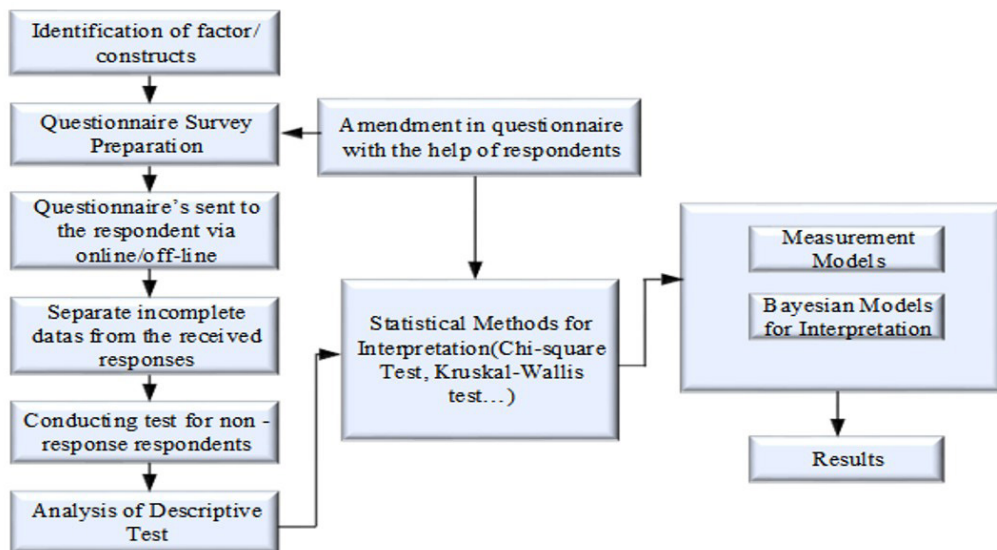 Identification of factor/
constructs
Questionnaire Survey
Preparation
Questionnaire's sent to
the respondent via
online/off-line
Separate incomplete
datas from the received
responses
Conducting test for non -
response respondents
Analysis of Descriptive
Test
Amendment in questionnaire
with the help of respondents
Statistical Methods for
Interpretation(Chi-square
Test, Kruskal-Wallis
test...)
Measurement
Models
Bayesian Models
for Interpretation
Results